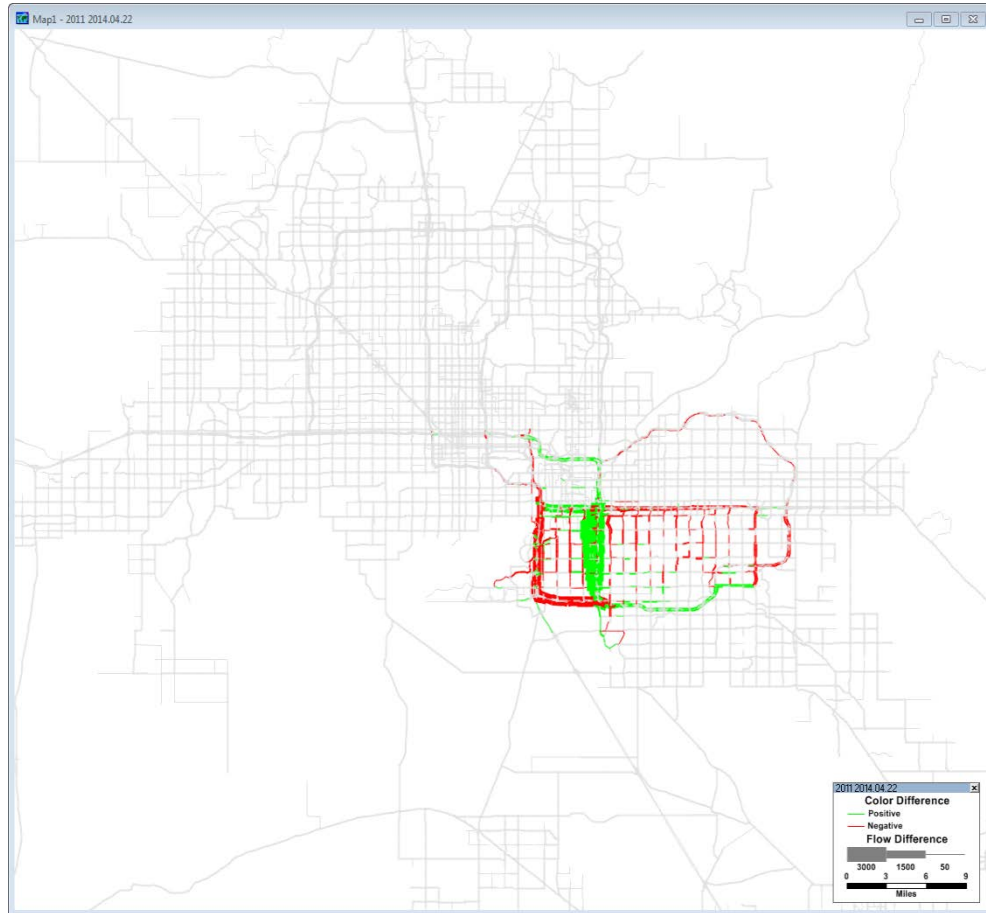 Map1 - 2011 2014.04.22
2011 2014.04.22
Color Difference
Positive
Negative
Flow Difference
3000 1500 50
0 3 6 9
Miles